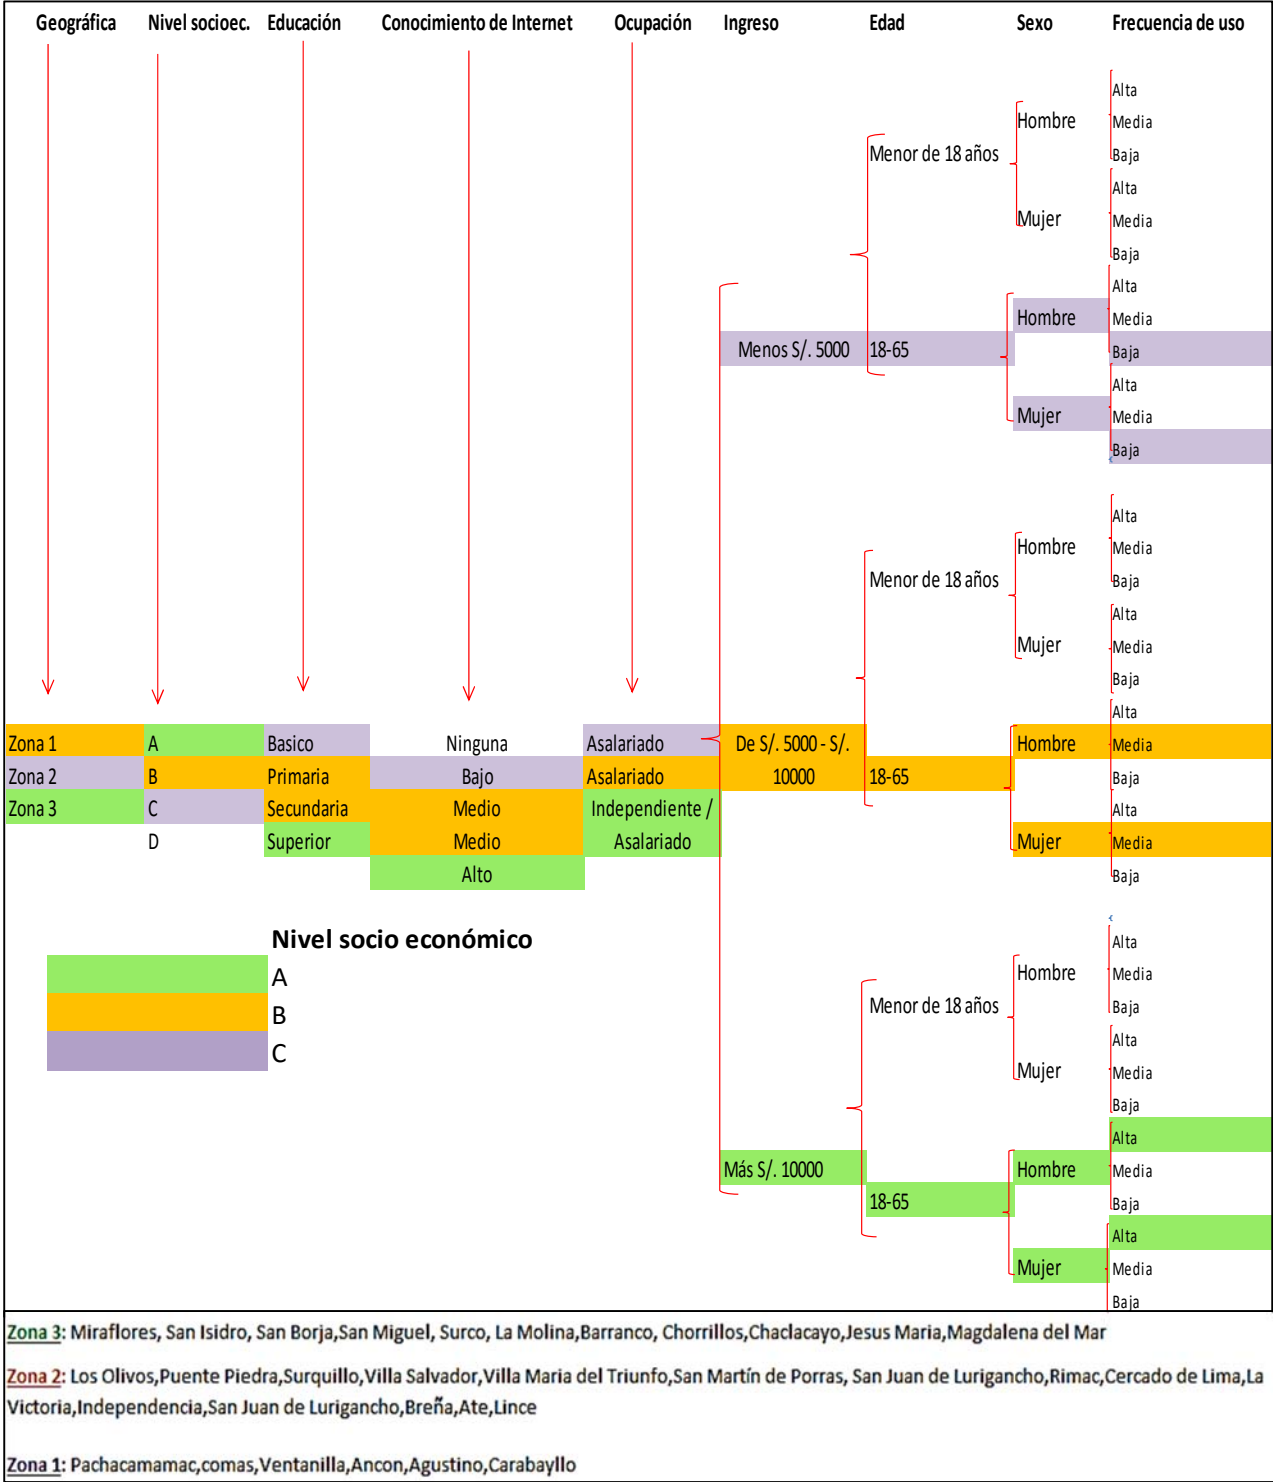 Geográfica Nivel socioec. Educación Conocimiento de Internet Ocupación Ingreso Edad Sexo Frecuencia de uso
Alta
Hombre Media
Menor de 18 años Baja
Alta
Mujer Media
Baja
Alta
Hombre Media
Menos S/. 5000 18-65 Baja
Alta
Mujer Media
Baja
Alta
Hombre Media
Menor de 18 años Baja
Alta
Mujer Media
Baja
Alta
Zona 1 A Basico Ninguna Asalariado De S/. 5000 - S/. Hombre Media
Zona 2 B Primaria Bajo Asalariado 10000 18-65 Baja
Zona 3 C Secundaria Medio Independiente / Alta
D Superior Medio Asalariado Mujer Media
Alto Baja
Nivel socio económico
Alta
A Hombre Media
Menor de 18 años Baja
B
Alta
C Mujer Media
Baja
Alta
Más S/. 10000 Hombre Media
18-65 Baja
Alta
Mujer Media
Baja
Zona 3: Miraflores, San Isidro, San Borja,San Miguel, Surco, La Molina,Barranco, Chorrillos,Chaclacayo,Jesus Maria,Magdalena del Mar
Zona 2: Los Olivos,Puente Piedra,Surquillo,Villa Salvador,Villa Maria del Triunfo,San Martín de Porras, San Juan de Lurigancho,Rimac,Cercado de Lima,La
Victoria,Independencia,San Juan de Lurigancho,Breña,Ate,Lince
Zona 1: Pachacamamac,comas,Ventanilla,Ancon,Agustino,Carabayllo